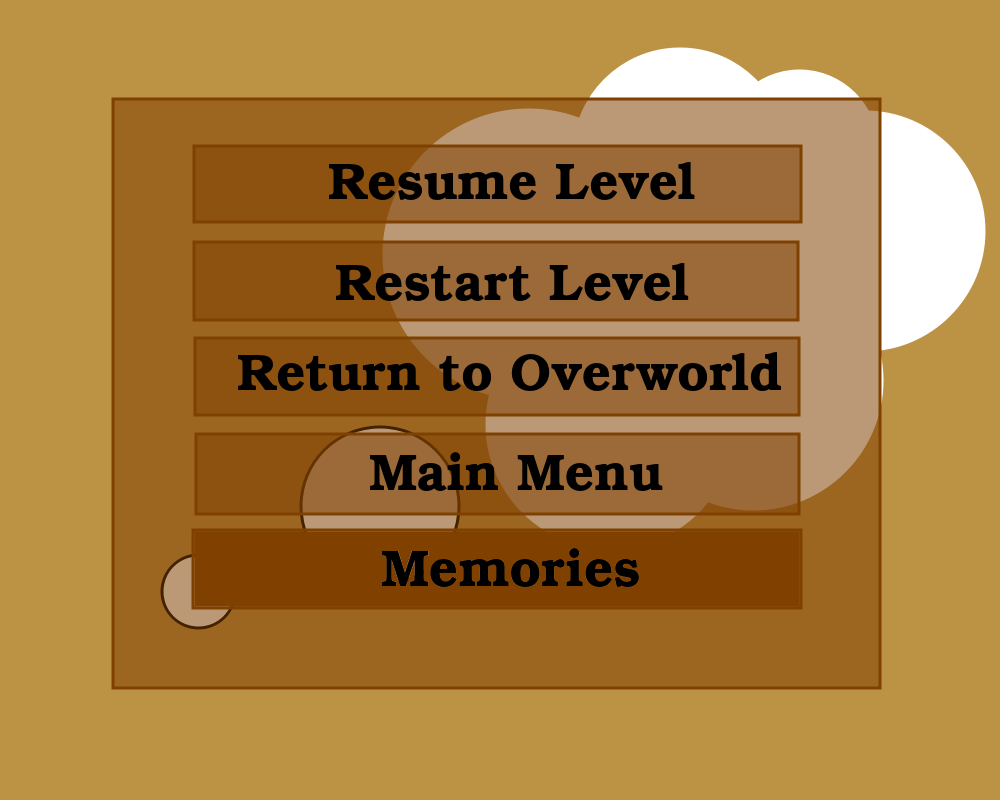 Resume Level
Restart Level
Return to Overworld
Main Menu
Memories